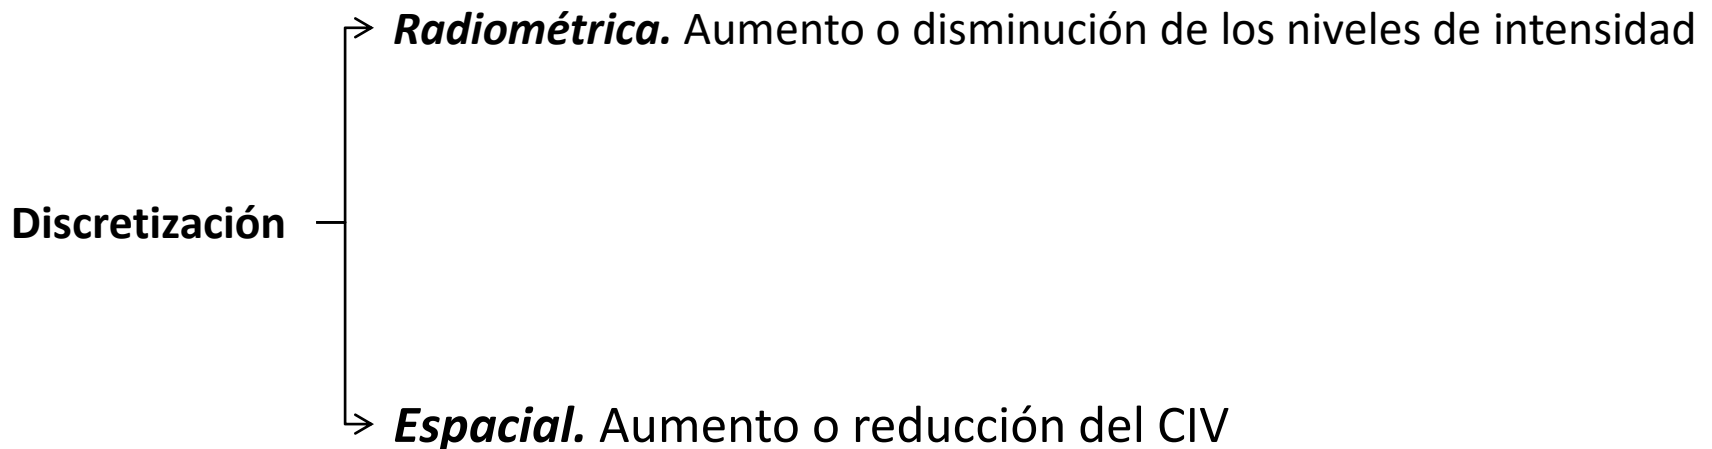 Radiométrica. Aumento o disminución de los niveles de intensidad
Discretización
Espacial. Aumento o reducción del CIV